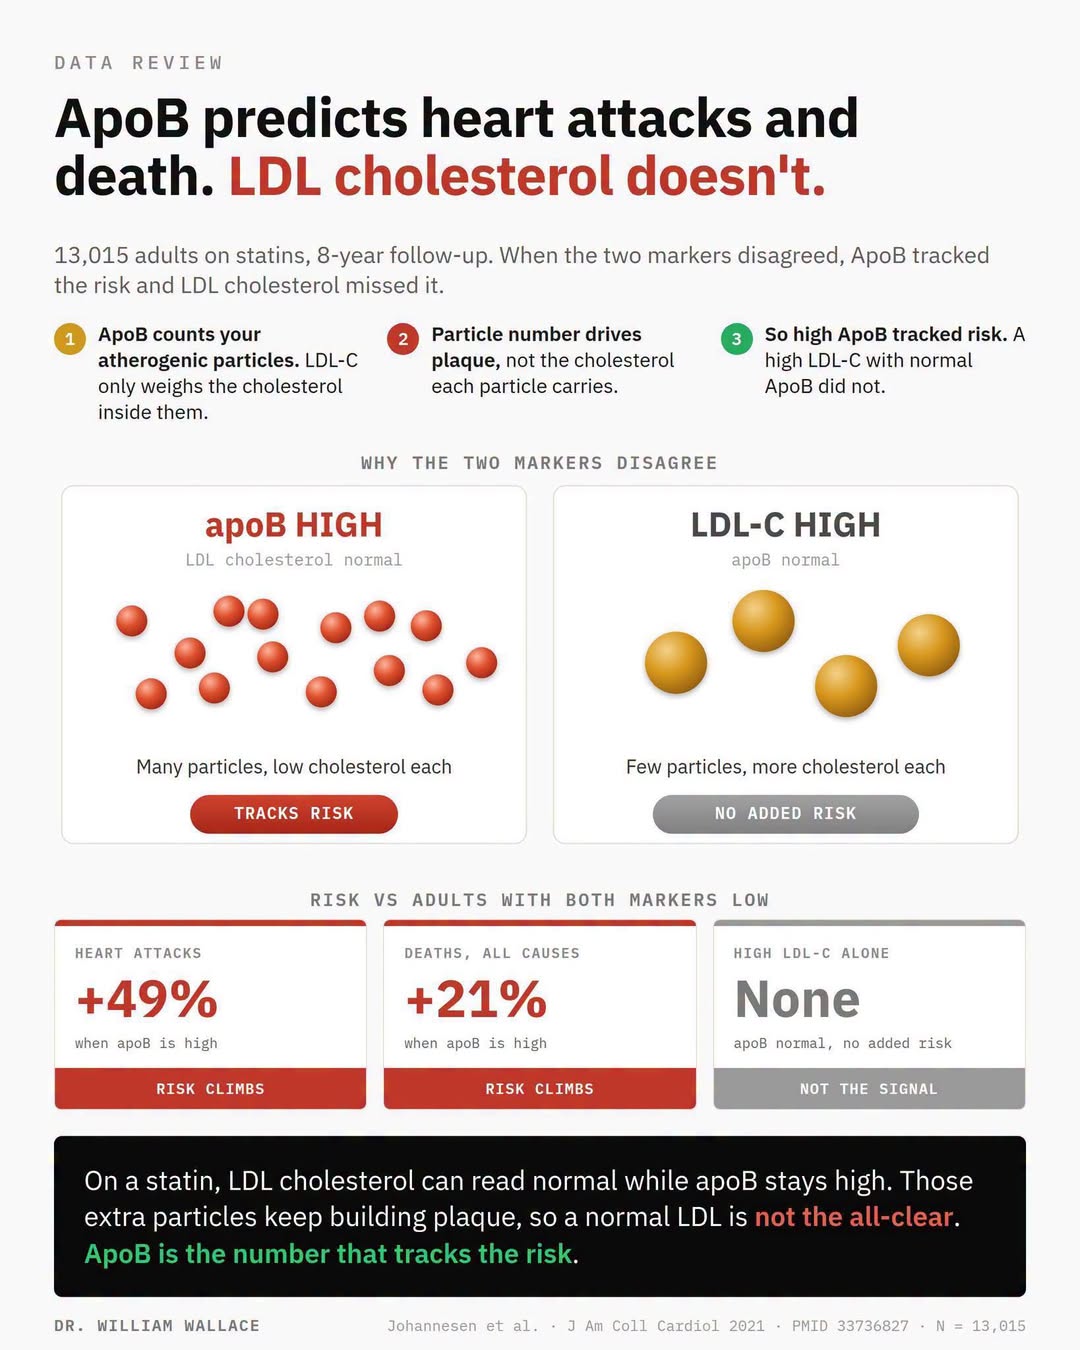 DATA REVIEW
ApoB predicts heart attacks and
death. LDL cholesterol doesn't.
13,015 adults on statins, 8-year follow-up. When the two markers disagreed, ApoB tracked
the risk and LDL cholesterol missed it.
1
ApoB counts your
atherogenic particles. LDL-C
only weighs the cholesterol
inside them.
2
Particle number drives
plaque, not the cholesterol
each particle carries.
3
So high ApoB tracked risk. A
high LDL-C with normal
ApoB did not.
WHY THE TWO MARKERS DISAGREE
apoB HIGH
LDL cholesterol normal
Many particles, low cholesterol each
TRACKS RISK
LDL-C HIGH
apoB normal
Few particles, more cholesterol each
NO ADDED RISK
RISK VS ADULTS WITH BOTH MARKERS LOW
HEART ATTACKS
+49%
when apoB is high
RISK CLIMBS
DEATHS, ALL CAUSES
+21%
when apoB is high
RISK CLIMBS
HIGH LDL-C ALONE
None
apoB normal, no added risk
NOT THE SIGNAL
On a statin, LDL cholesterol can read normal while apoB stays high. Those
extra particles keep building plaque, so a normal LDL is not the all-clear.
ApoB is the number that tracks the risk.
DR. WILLIAM WALLACE
Johannesen et al. · J Am Coll Cardiol 2021 · PMID 33736827 · N = 13,015